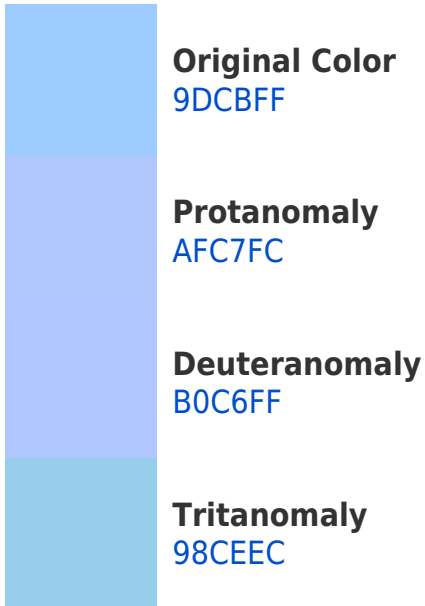 Original Color
9DCBFF
Protanomaly
AFC7FC
Deuteranomaly
B0C6FF
Tritanomaly
98CEEC